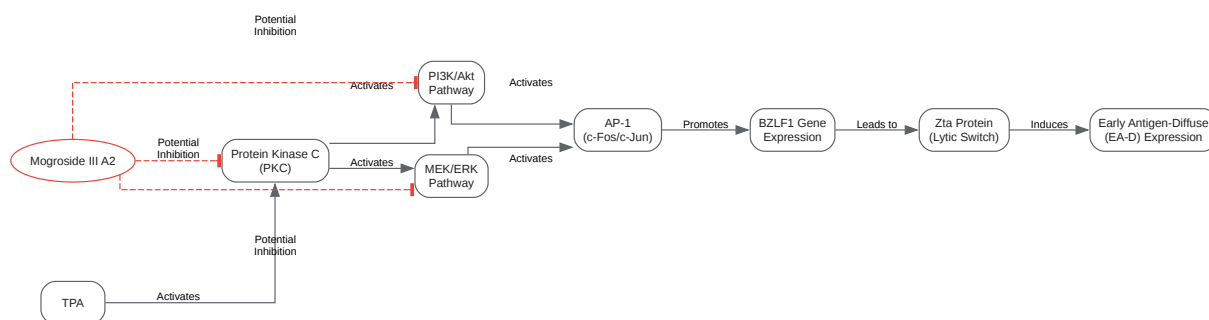 Potential
Inhibition
PI3K/Akt
Pathway
Activates
Activates
AP-1
(c-Fos/c-Jun)
Promotes
BZLF1 Gene
Expression
Leads to
Zta Protein
(Lytic Switch)
Induces
Early Antigen-Diffuse
(EA-D) Expression
Mogroside III A2
Potential
Inhibition
Protein Kinase C
(PKC)
Activates
MEK/ERK
Pathway
Activates
Potential
Inhibition
TPA
Activates